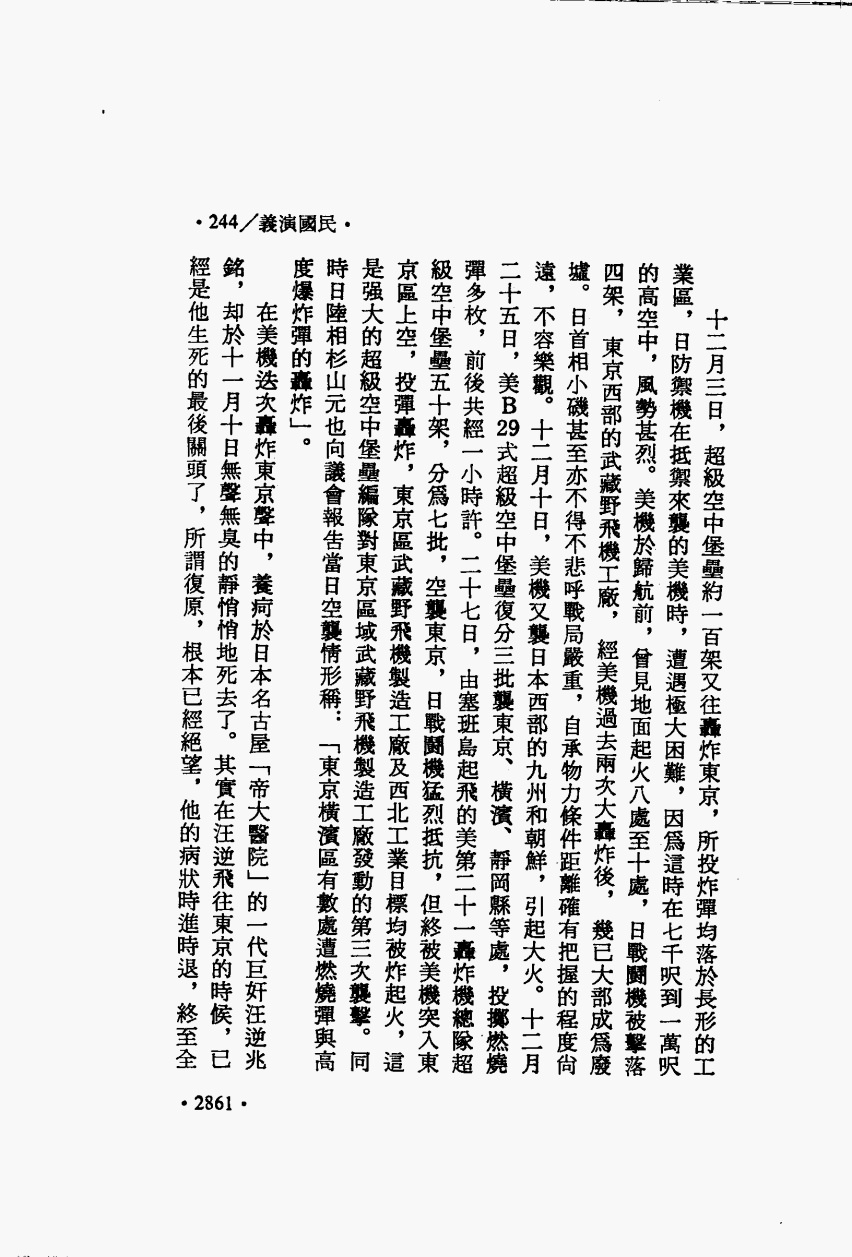 •244／義演國民•
十二月三日，超級空中堡壘約一百架又往轟炸東京，所投炸彈均落於長形的工
業區，日防禦機在抵禦來襲的美機時，遭遇極大困難，因爲這時在七千呎到一萬呎
的高空中，風勢甚烈。美機於歸航前，曾見地面起火八處至十處，日戰鬪機被擊落
四架，東京西部的武藏野飛機工廠，經美機過去兩次大轟炸後，幾已大部成爲廢
墟。日首相小磯甚至亦不得不悲呼戰局嚴重，自承物力條件距離確有把握的程度尙
遠，不容樂觀。十二月十日，美機又襲日本西部的九州和朝鮮，引起大火。十二月
二十五日，美B29式超級空中堡壘復分三批襲東京、橫濱、靜岡縣等處，投擲燃燒
彈多枚，前後共經一小時許。二十七日，由塞班島起飛的美第二十一轟炸機總隊超
級空中堡壘五十架，分爲七批，空襲東京，日戰鬪機猛烈抵抗，但終被美機突入東
京區上空，投彈轟炸，東京區武藏野飛機製造工廠及西北工業目標均被炸起火，這
是强大的超級空中堡壘編隊對東京區域武藏野飛機製造工廠發動的第三次襲擊。同
時日陸相杉山元也向議會報告當日空襲情形稱：「東京橫濱區有數處遭燃燒彈與高
度爆炸彈的轟炸」。
在美機迭次轟炸東京聲中，養疴於日本名古屋「帝大醫院」的一代巨奸汪逆兆
銘，却於十一月十日無聲無臭的靜悄悄地死去了。其實在汪逆飛往東京的時候，已
經是他生死的最後關頭了，所謂復原，根本已經絕望，他的病狀時進時退，終至全
•2861•